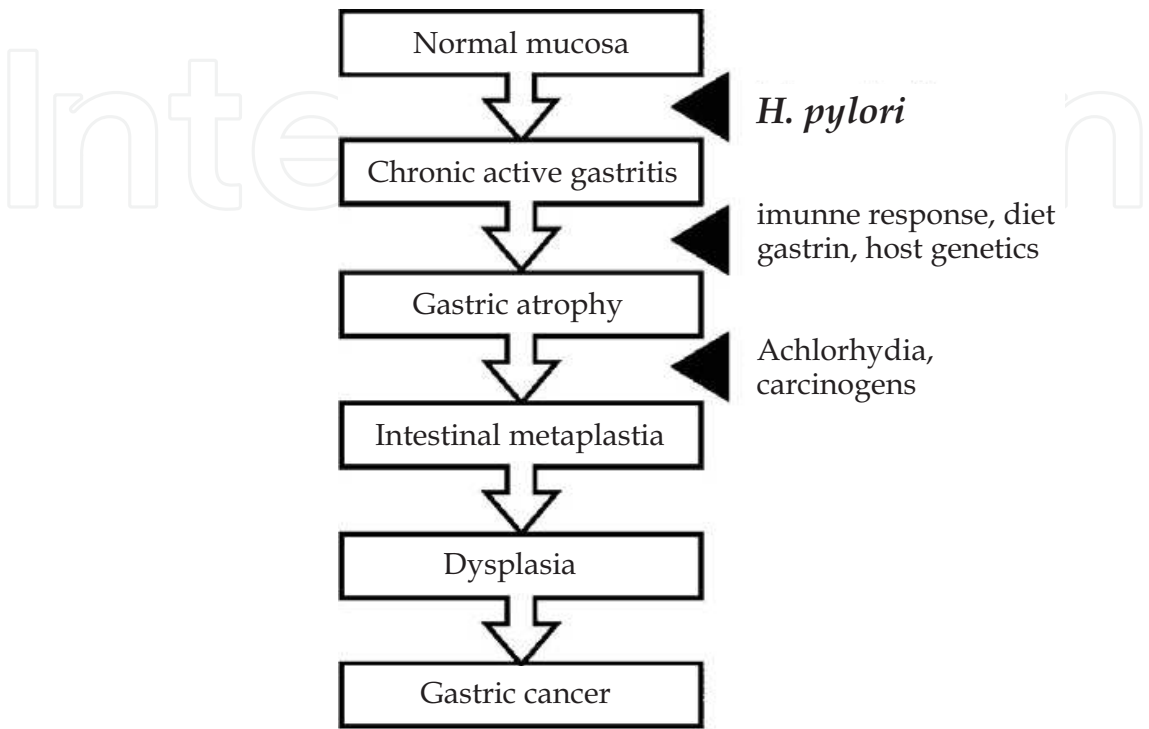 Normal mucosa
H. pylori
Chronic active gastritis
imunne response, diet
gastrin, host genetics
Gastric atrophy
Achlorhydia,
carcinogens
Intestinal metaplastia
Dysplasia
Gastric cancer